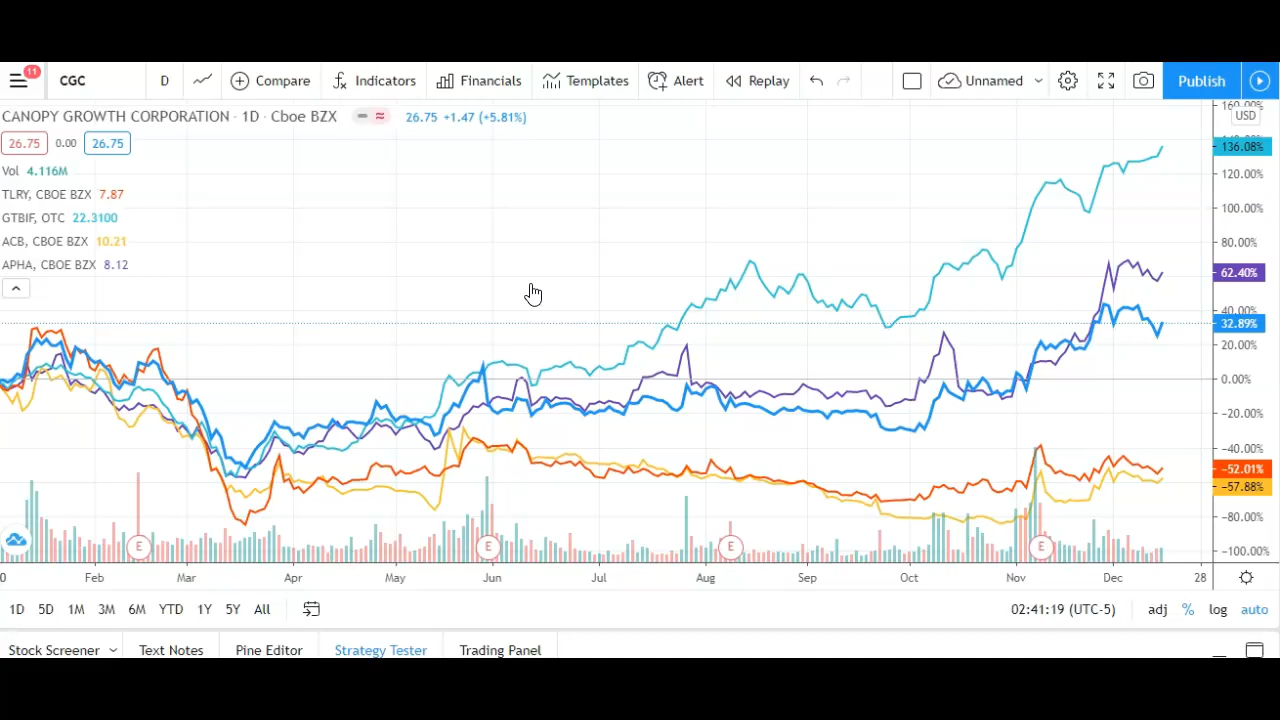 11 CGC D Compare Indicators Financials Templates Alert Replay Unnamed Publish
CANOPY GROWTH CORPORATION · 1D · Cboe BZX 26.75 +1.47 (+5.81%)
26.75 0.00 26.75
Vol 4.116M
TLRY, CBOE BZX 7.87
GTBIF, OTC 22.3100
ACB, CBOE BZX 10.21
APHA, CBOE BZX 8.12
160.00%
USD
136.08%
120.00%
100.00%
80.00%
62.40%
40.00%
32.89%
20.00%
0.00%
-20.00%
-40.00%
-52.01%
-57.88%
-80.00%
-100.00%
E E E E
0 Feb Mar Apr May Jun Jul Aug Sep Oct Nov Dec 28
1D 5D 1M 3M 6M YTD 1Y 5Y All 02:41:19 (UTC-5) adj % log auto
Stock Screener Text Notes Pine Editor Strategy Tester Trading Panel